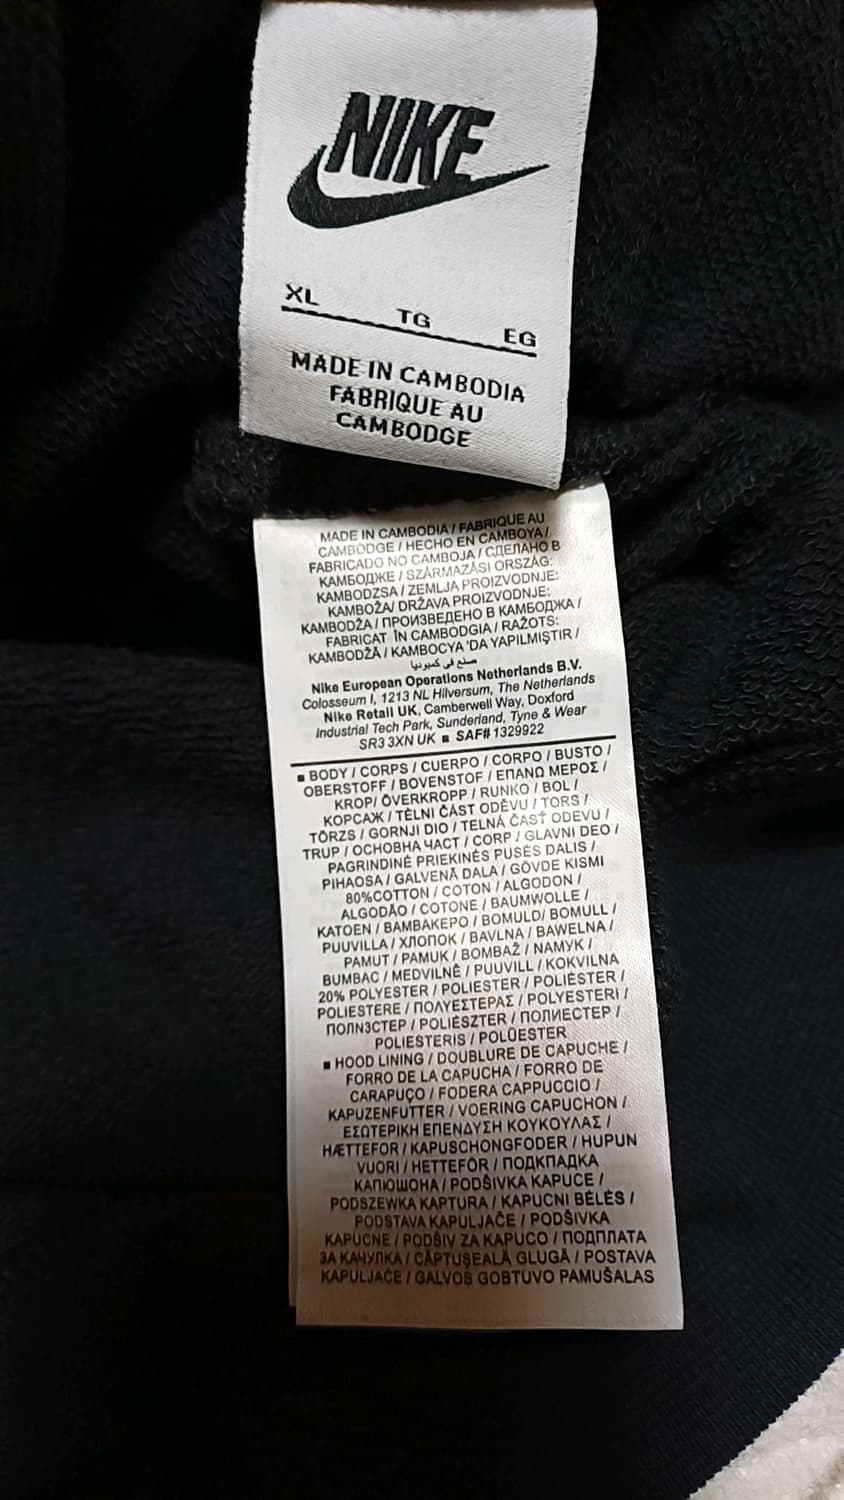 NIKE
XL TG EG
MADE IN CAMBODIA
FABRIQUE AU
CAMBODGE
MADE IN CAMBODIA / FABRIQUE AU
CAMBODGE / HECHO EN CAMBOYA /
FABRICADO NO CAMBOJA / СДЕЛАНО В
КАМБОДЖЕ / SZÁRMAZÁSI ORSZÁG:
KAMBODZSA / ZEMLJA PROIZVODNJE:
KAMBOŽA/ DRŽAVA PROIZVODNJE:
KAMBODŽA / ПРОИЗВЕДЕНО В КАМБОДЖА /
FABRICAT ÎN CAMBODGIA / RAŽOTS:
KAMBODŽĀ / KAMBOCYA 'DA YAPILMIŞTIR /
صنع في كمبوديا
Nike European Operations Netherlands B.V.
Colosseum I, 1213 NL Hilversum, The Netherlands
Nike Retail UK, Camberwell Way, Doxford
Industrial Tech Park, Sunderland, Tyne & Wear
SR3 3XN UK ■ SAF# 1329922
■ BODY / CORPS / CUERPO / CORPO / BUSTO /
OBERSTOFF / BOVENSTOF / ΕΠΑΝΩ ΜΕΡΟΣ /
KROP/ ÖVERKROPP / RUNKO / BOL /
КОРСАЖ / TĚLNI ČÁST ODĚVU / TORS /
TÖRZS / GORNJI DIO / TELNÁ ČASŤ ODEVU /
TRUP / ОСНОВНА ЧАСТ / CORP / GLAVNI DEO /
PAGRINDINĖ PRIEKINĖS PUSĖS DALIS /
PIHAOSA / GALVENĀ DAĻA / GÖVDE KISMI
80%COTTON / COTON / ALGODON /
ALGODÃO / COTONE / BAUMWOLLE /
KATOEN / ΒΑΜΒΑΚΕΡΟ / BOMULD/ BOMULL /
PUUVILLA / ХЛОПОК / BAVLNA / BAWEŁNA /
PAMUT / PAMUK / BOMBAŽ / NAMYK /
BUMBAC / MEDVILNĖ / PUUVILL / KOKVILNA
20% POLYESTER / POLIESTER / POLIÉSTER /
POLIESTERE / ΠΟΛΥΕΣΤΕΡΑΣ / POLYESTERI /
ПОЛИЭСТЕР / POLIÉSZTER / ПОЛИЕСТЕР /
POLIESTERIS / POLÜESTER
■ HOOD LINING / DOUBLURE DE CAPUCHE /
FORRO DE LA CAPUCHA / FORRO DE
CARAPUÇO / FODERA CAPPUCCIO /
KAPUZENFUTTER / VOERING CAPUCHON /
ΕΣΩΤΕΡΙΚΗ ΕΠΕΝΔΥΣΗ ΚΟΥΚΟΥΛΑΣ /
HÆTTEFOR / KAPUSCHONGFODER / HUPUN
VUORI / HETTEFÔR / ПОДКЛАДКА
КАПЮШОНА / PODŠIVKA KAPUCE /
PODSZEWKA KAPTURA / KAPUCNI BÉLÉS /
PODSTAVA KAPULJAČE / PODŠIVKA
KAPUCNE / PODŠIV ZA KAPUCO / ПОДПЛАТА
ЗА КАЧУЛКА / CĂPTUŞEALĂ GLUGĂ / POSTAVA
KAPULJAČE / GALVOS GOBTUVO PAMUŠALAS